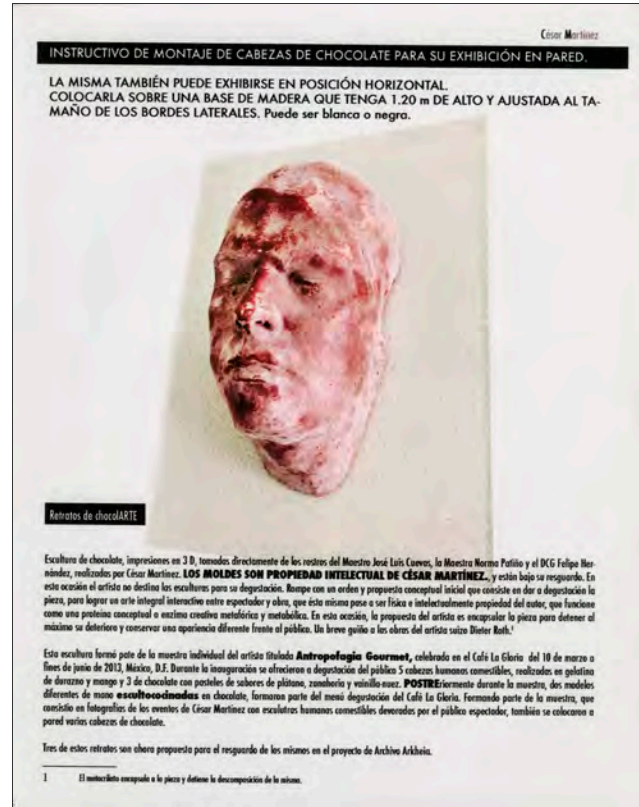 César Martínez
INSTRUCTIVO DE MONTAJE DE CABEZAS DE CHOCOLATE PARA SU EXHIBICIÓN EN PARED.
LA MISMA TAMBIÉN PUEDE EXHIBIRSE EN POSICIÓN HORIZONTAL.
COLOCARLA SOBRE UNA BASE DE MADERA QUE TENGA 1.20 m DE ALTO Y AJUSTADA AL TA-
MAÑO DE LOS BORDES LATERALES. Puede ser blanca o negra.
Retratos de chocolARTE
Escultura de chocolate, impresiones en 3 D, tomadas directamente de los rostros del Maestro José Luis Cuevas, la Maestra Norma Patiño y el DCG Felipe Her-
nández, realizadas por César Martínez. LOS MOLDES SON PROPIEDAD INTELECTUAL DE CÉSAR MARTÍNEZ., y están bajo su resguardo. En
esta ocasión el artista no destina las esculturas para su degustación. Rompe con un orden y propuesta conceptual inicial que consiste en dar a degustación la
pieza, para lograr un arte integral interactivo entre espectador y obra, que ésta misma pase a ser física e intelectualmente propiedad del autor, que funcione
como una proteína conceptual o enzima creativa metafórica y metabólica. En esta ocasión, la propuesta del artista es encapsular la pieza para detener al
máximo su deterioro y conservar una apariencia diferente frente al público. Un breve guiño a las obras del artista suizo Dieter Roth.¹
Esta escultura formó pate de la muestra individual del artista titulada Antropofagia Gourmet, celebrada en el Café La Gloria del 10 de marzo a
fines de junio de 2013, México, D.F. Durante la inauguración se ofrecieron a degustación del público 5 cabezas humanas comestibles, realizadas en gelatina
de durazno y mango y 3 de chocolate con pasteles de sabores de plátano, zanahoria y vainilla-nuez. POSTREriormente durante la muestra, dos modelos
diferentes de mano escultocinadas en chocolate, formaron parte del menú degustación del Café La Gloria. Formando parte de la muestra, que
consistío en fotografías de los eventos de César Martínez con esculutras humanas comestibles devoradas por el público espectador, también se colocaron a
pared varias cabezas de chocolate.
Tres de estos retratos son ahora propuesta para el resguardo de los mismos en el proyecto de Archivo Arkheia.
1 El metacrilato encapsula a la pieza y detiene la descomposición de la misma.